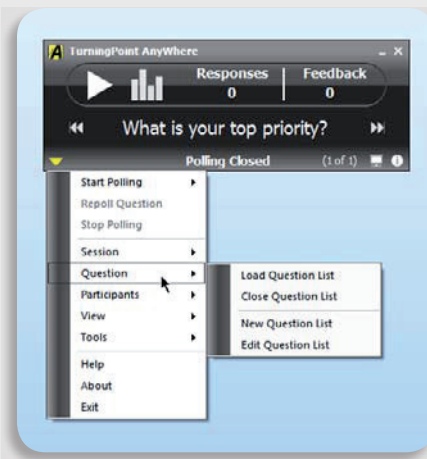 A TurningPoint AnyWhere
Responses Feedback
0 0
What is your top priority?
Polling Closed (1 of 1)
Start Polling
Repoll Question
Stop Polling
Session
Question
Participants
View
Tools
Help
About
Exit
Load Question List
Close Question List
New Question List
Edit Question List